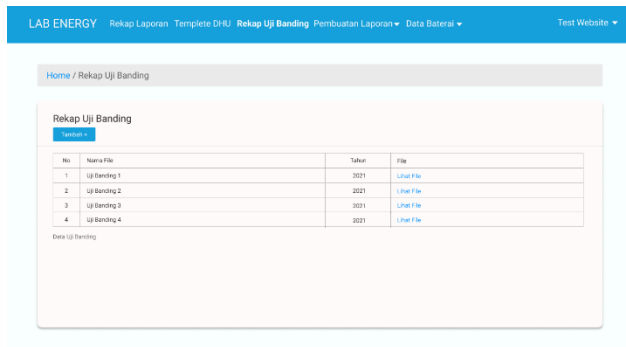 LAB ENERGY Rekap Laporan Templete DHU Rekap Uji Banding Pembuatan Laporan Data Baterai Test Website
Home / Rekap Uji Banding
Rekap Uji Banding
Tambah +
No Nama File Tahun File
1 Uji Banding 1 2021 Lihat File
2 Uji Banding 2 2021 Lihat File
3 Uji Banding 3 2021 Lihat File
4 Uji Banding 4 2021 Lihat File
Data Uji Banding